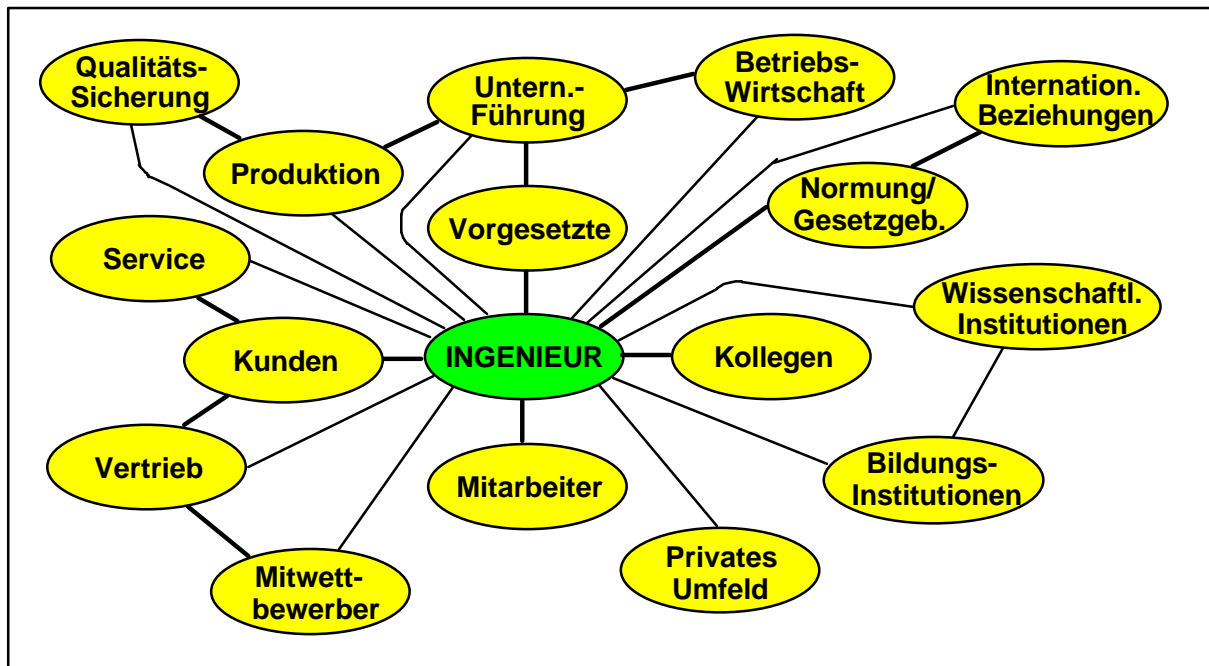 Qualitäts-
Sicherung
Untern.-
Führung
Betriebs-
Wirtschaft
Internation.
Beziehungen
Produktion
Normung/
Gesetzgeb.
Vorgesetzte
Service
Wissenschaftl.
Institutionen
Kunden
INGENIEUR
Kollegen
Vertrieb
Mitarbeiter
Bildungs-
Institutionen
Mitwett-
bewerber
Privates
Umfeld